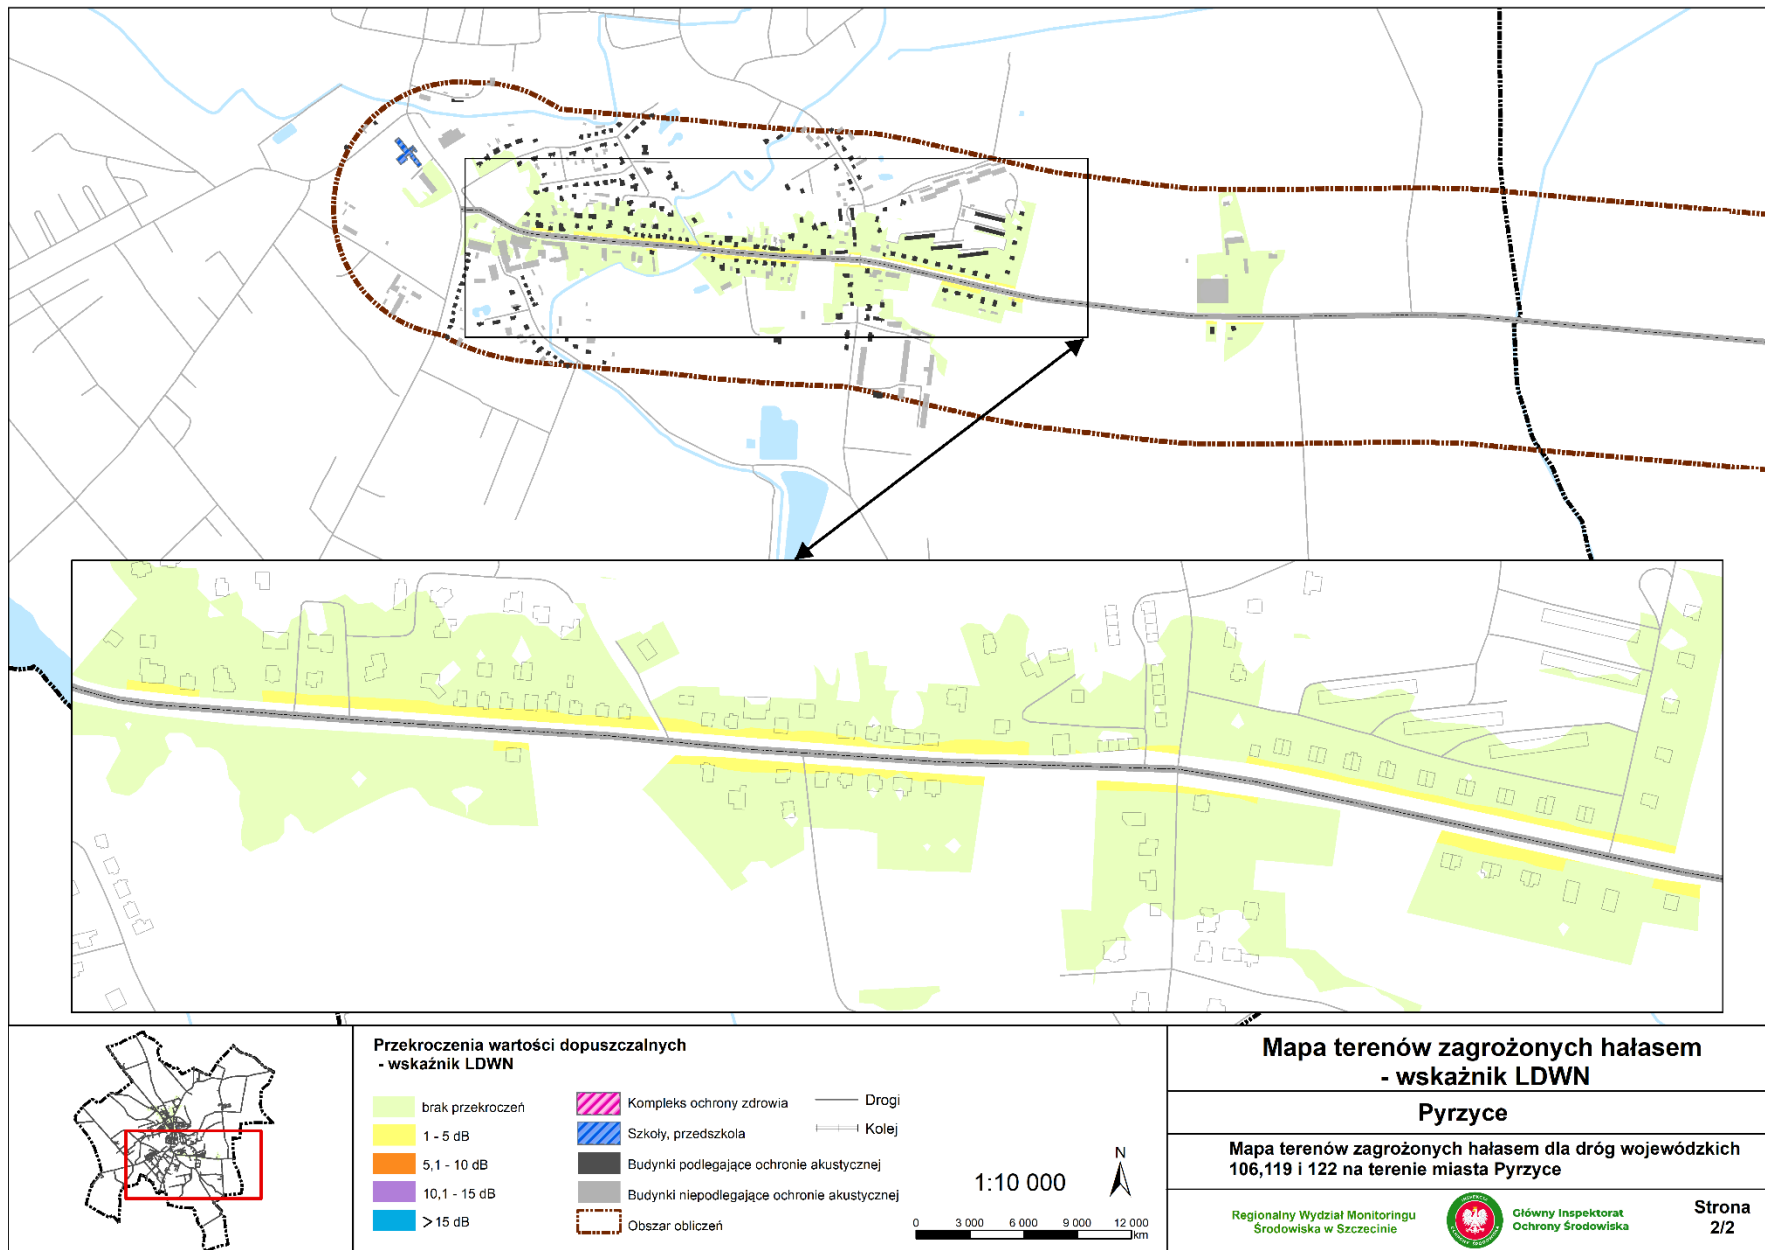 Przekroczenia wartości dopuszczalnych
- wskaźnik LDWN
brak przekroczeń
1 - 5 dB
5,1 - 10 dB
10,1 - 15 dB
> 15 dB
Kompleks ochrony zdrowia
Szkoły, przedszkola
Budynki podlegające ochronie akustycznej
Budynki niepodlegające ochronie akustycznej
Obszar obliczeń
Drogi
Kolej
1:10 000
N
0 3 000 6 000 9 000 12 000
km
Mapa terenów zagrożonych hałasem
- wskaźnik LDWN
Pyrzyce
Mapa terenów zagrożonych hałasem dla dróg wojewódzkich
106,119 i 122 na terenie miasta Pyrzyce
Regionalny Wydział Monitoringu
Środowiska w Szczecinie
Główny Inspektorat
Ochrony Środowiska
Strona
2/2